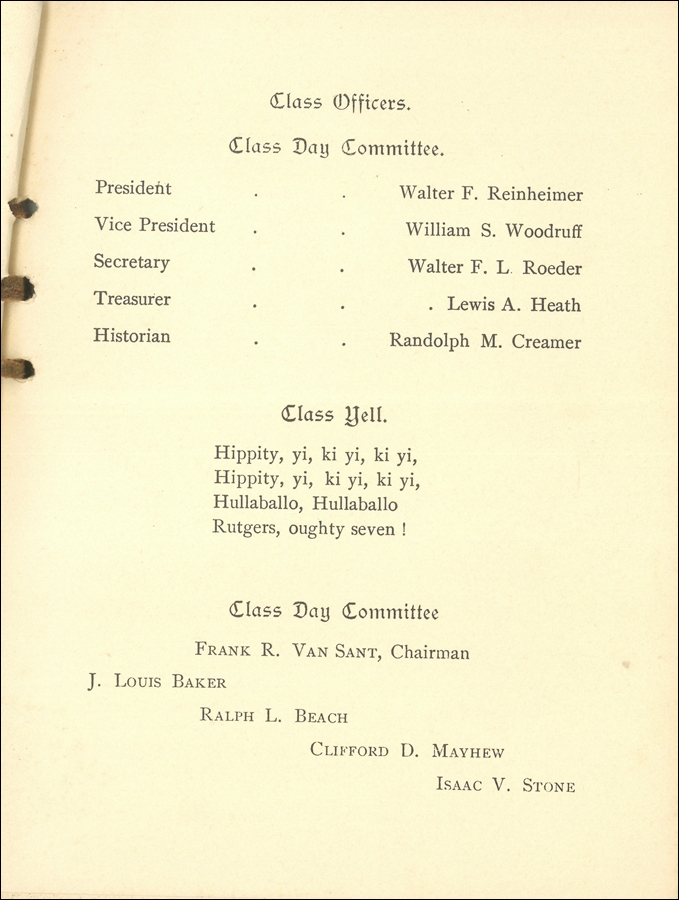 Class Officers.
Class Day Committee.
President . . Walter F. Reinheimer
Vice President . . William S. Woodruff
Secretary . . Walter F. L. Roeder
Treasurer . . . Lewis A. Heath
Historian . . Randolph M. Creamer
Class Yell.
Hippity, yi, ki yi, ki yi,
Hippity, yi, ki yi, ki yi,
Hullaballo, Hullaballo
Rutgers, oughty seven !
Class Day Committee
Frank R. Van Sant, Chairman
J. Louis Baker
Ralph L. Beach
Clifford D. Mayhew
Isaac V. Stone